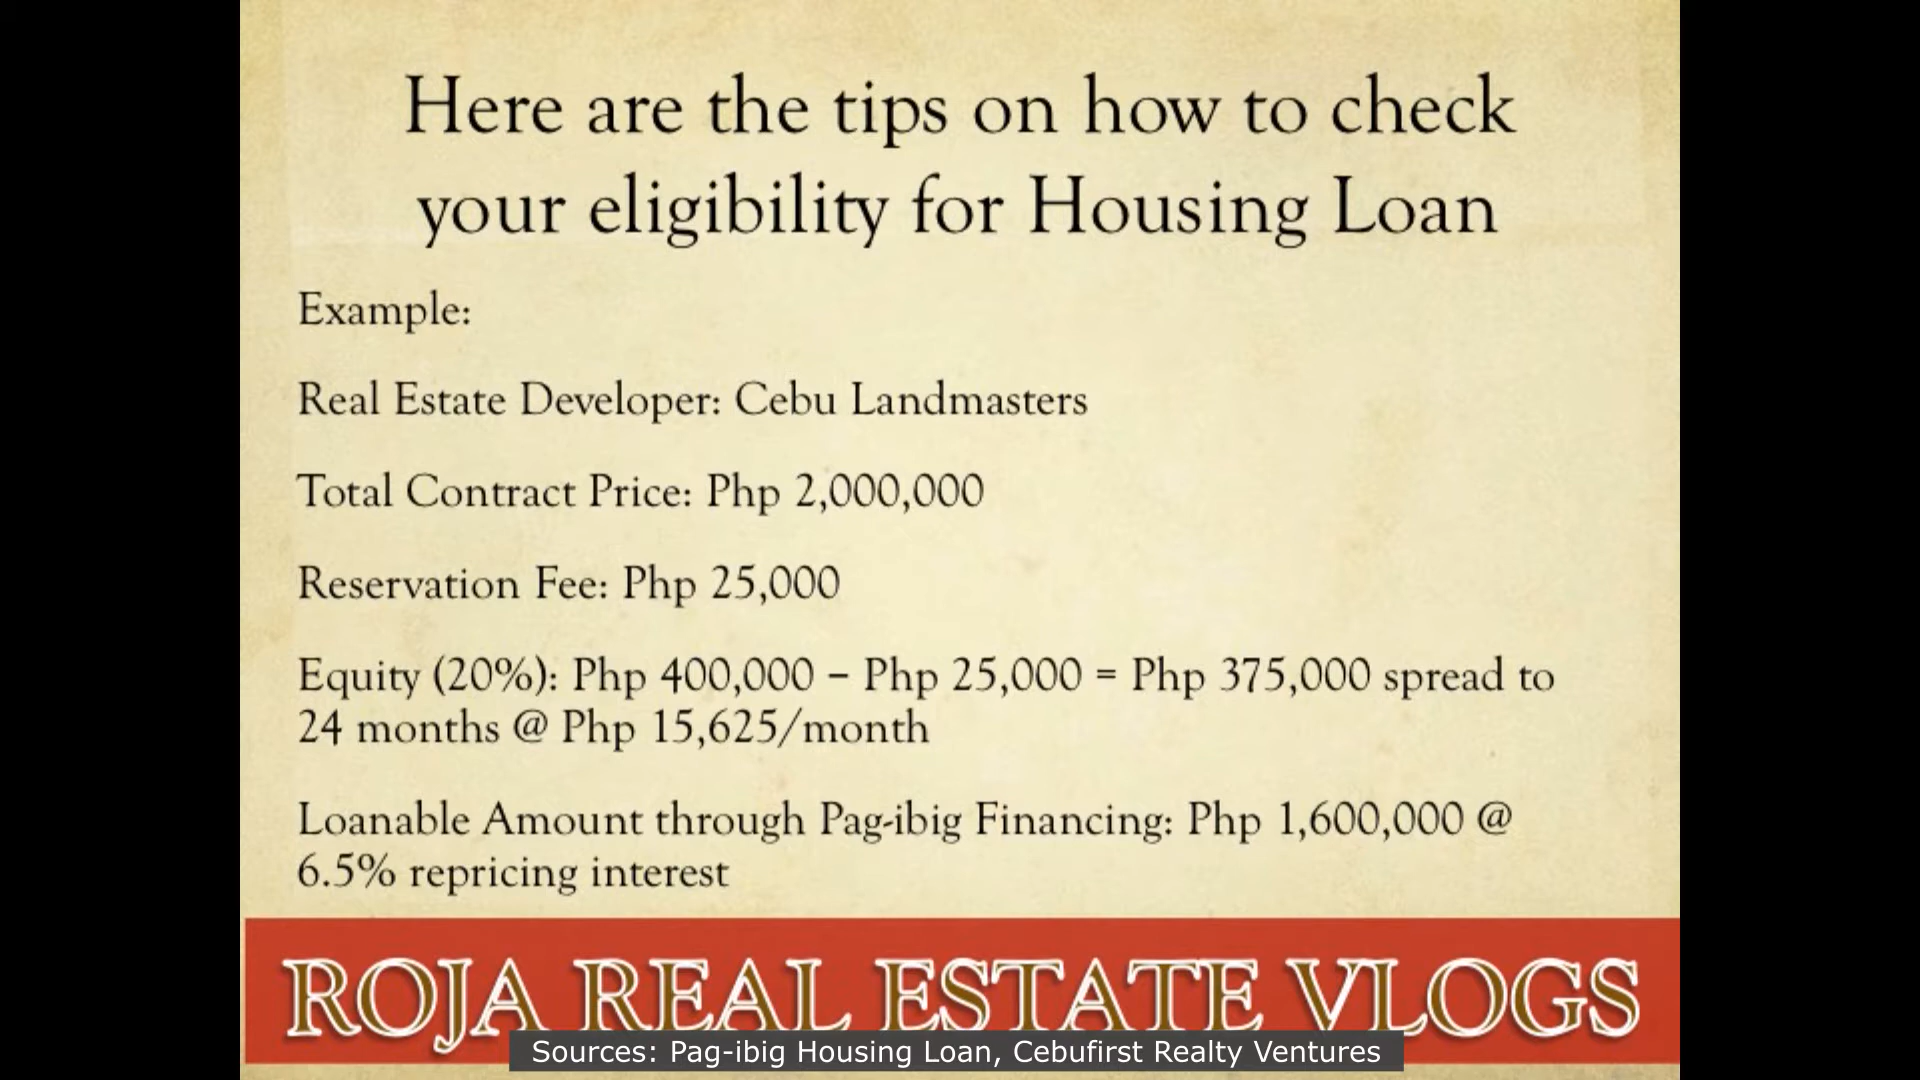 Here are the tips on how to check
your eligibility for Housing Loan
Example:
Real Estate Developer: Cebu Landmasters
Total Contract Price: Php 2,000,000
Reservation Fee: Php 25,000
Equity (20%): Php 400,000 – Php 25,000 = Php 375,000 spread to
24 months @ Php 15,625/month
Loanable Amount through Pag-ibig Financing: Php 1,600,000 @
6.5% repricing interest
ROJA REAL ESTATE VLOGS
Sources: Pag-ibig Housing Loan, Cebufirst Realty Ventures